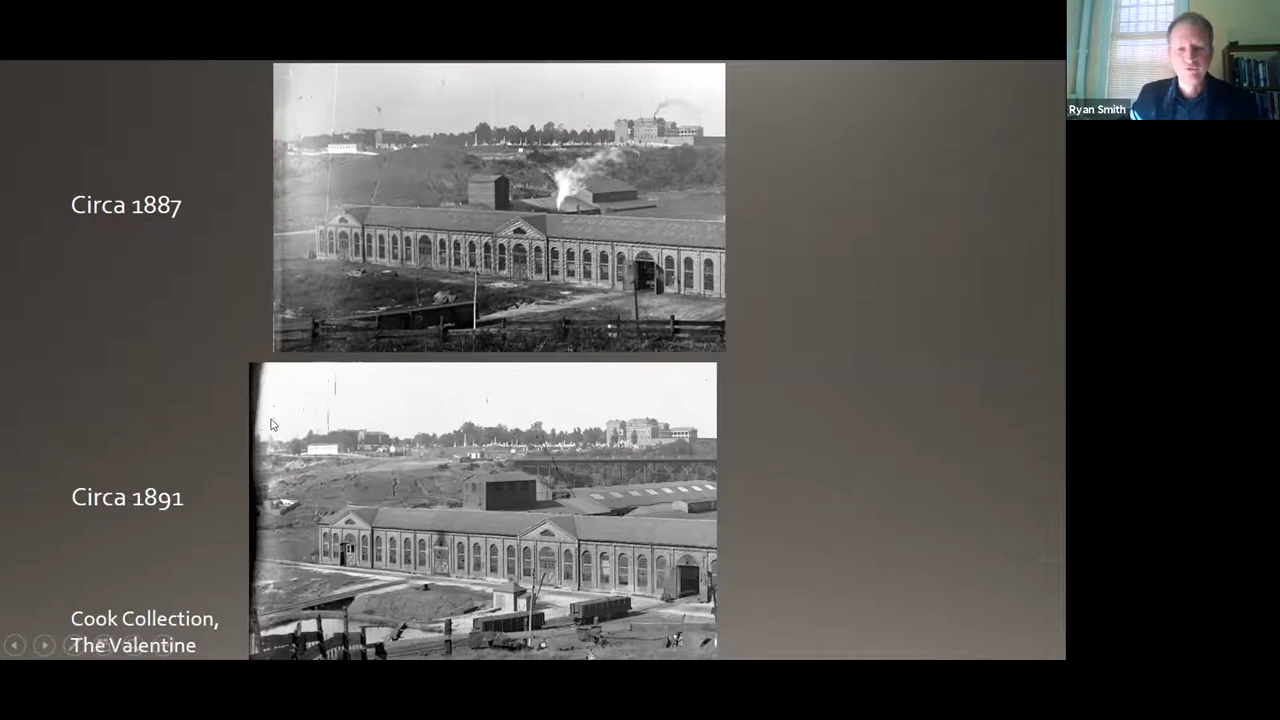 Circa 1887
Circa 1891
Cook Collection,
The Valentine
Ryan Smith